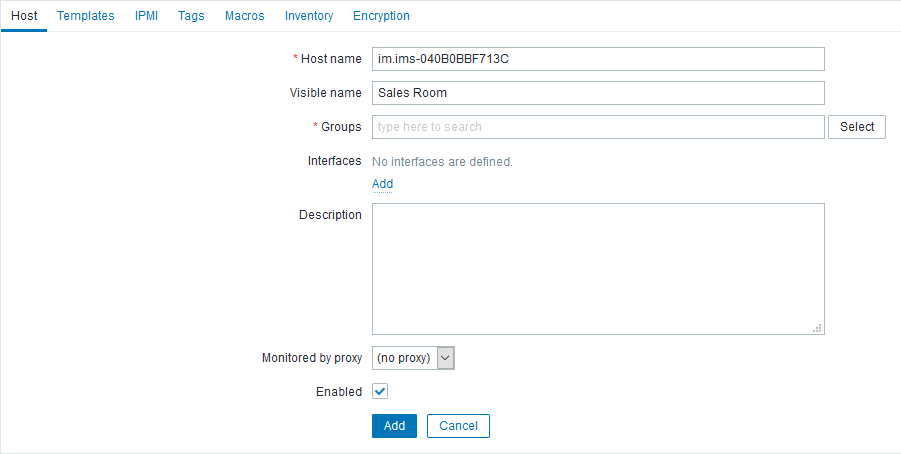 Host Templates IPMI Tags Macros Inventory Encryption
* Host name im.ims-040B0BBF713C
Visible name Sales Room
* Groups type here to search Select
Interfaces No interfaces are defined.
Add
Description
Monitored by proxy (no proxy)
Enabled
Add Cancel